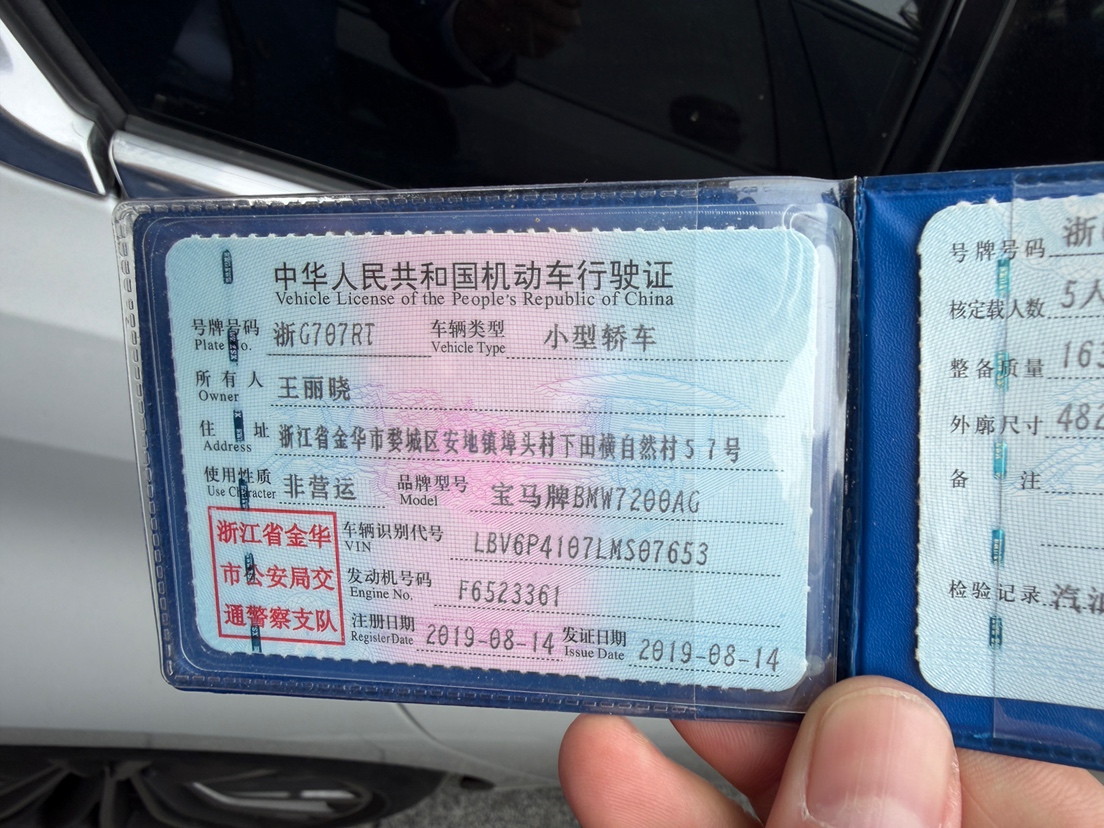 中华人民共和国机动车行驶证
Vehicle License of the People's Republic of China
号牌号码 浙G707RT 车辆类型 小型轿车
Plate No. Vehicle Type
所有人 王丽晓
Owner
住址 浙江省金华市婺城区安地镇埠头村下田横自然村57号
Address
使用性质 非营运 品牌型号 宝马牌BMW7200AG
Use Character Model
浙江省金华
市公安局交
通警察支队
车辆识别代号 LBV6P4107LMS07653
VIN
发动机号码 F6523361
Engine No.
注册日期 2019-08-14 发证日期 2019-08-14
Register Date Issue Date
号牌号码 浙
核定载人数 5人
整备质量 163
外廓尺寸 482
备注
检验记录 汽油